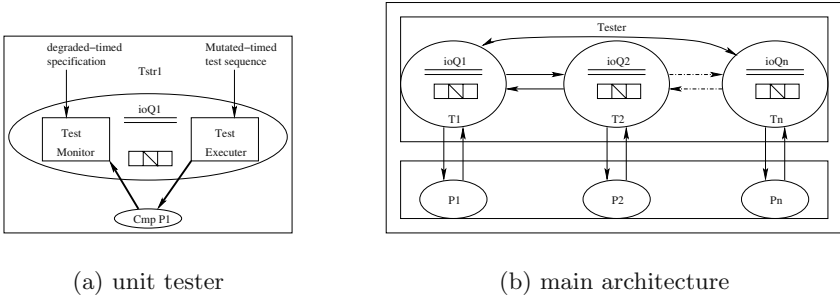 degraded−timed
specification
Mutated−timed
test sequence
Tstr1
ioQ1
Test
Monitor
Test
Executer
N
Cmp P1
(a) unit tester
Tester
ioQ1
ioQ2
ioQn
N
N
N
T1
T2
Tn
P1
P2
Pn
(b) main architecture